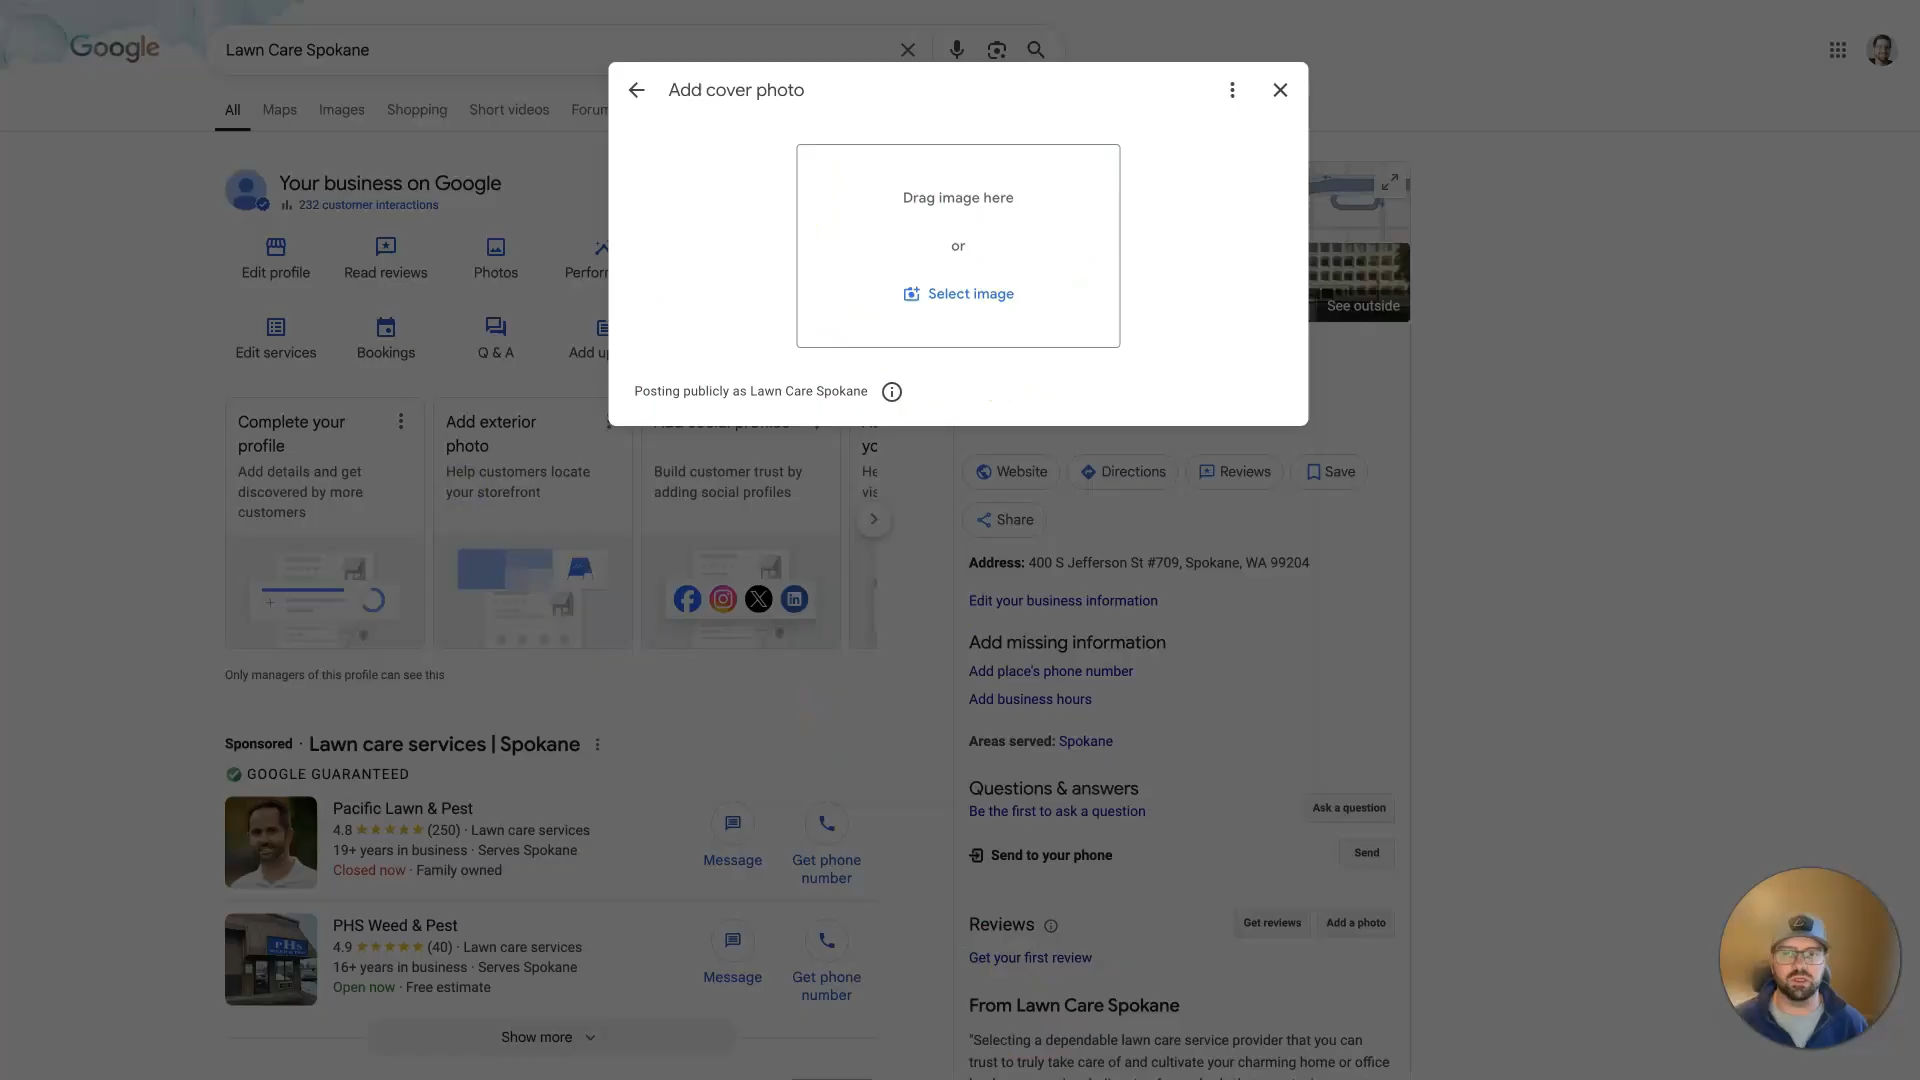 Google
Lawn Care Spokane
All
Maps
Images
Shopping
Short videos
Forum
Add cover photo
Drag image here
or
Select image
Posting publicly as Lawn Care Spokane
Your business on Google
232 customer interactions
Edit profile
Read reviews
Photos
Perfor
Edit services
Bookings
Q & A
Add up
Complete your
profile
Add details and get
discovered by more
customers
Add exterior
photo
Help customers locate
your storefront
Build customer trust by
adding social profiles
yo
He
vis
Only managers of this profile can see this
Sponsored · Lawn care services | Spokane
GOOGLE GUARANTEED
Pacific Lawn & Pest
4.8 ★★★★★ (250) · Lawn care services
19+ years in business · Serves Spokane
Closed now · Family owned
Message
Get phone
number
PHS Weed & Pest
4.9 ★★★★★ (40) · Lawn care services
16+ years in business · Serves Spokane
Open now · Free estimate
Message
Get phone
number
Show more
See outside
Website
Directions
Reviews
Save
Share
Address: 400 S Jefferson St #709, Spokane, WA 99204
Edit your business information
Add missing information
Add place's phone number
Add business hours
Areas served: Spokane
Questions & answers
Be the first to ask a question
Ask a question
Send to your phone
Send
Reviews
Get reviews
Add a photo
Get your first review
From Lawn Care Spokane
"Selecting a dependable lawn care service provider that you can
trust to truly take care of and cultivate your charming home or office